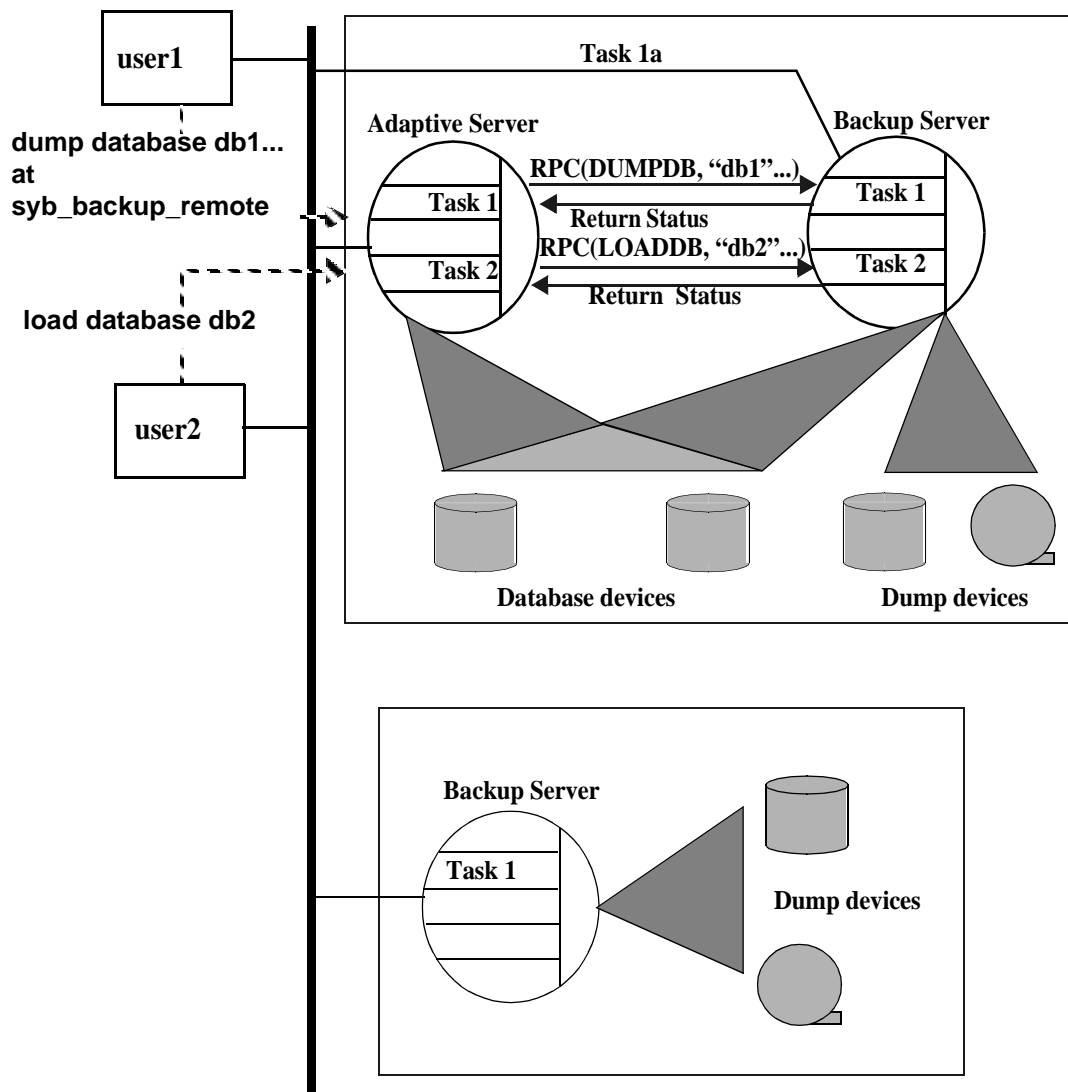 user1
Task 1a
dump database db1...
at
syb_backup_remote
Adaptive Server
Backup Server
RPC(DUMPDB, “db1”...)
Task 1
Task 1
Return Status
RPC(LOADDB, “db2”...)
Task 2
Task 2
Return Status
load database db2
user2
Database devices
Dump devices
Backup Server
Task 1
Dump devices